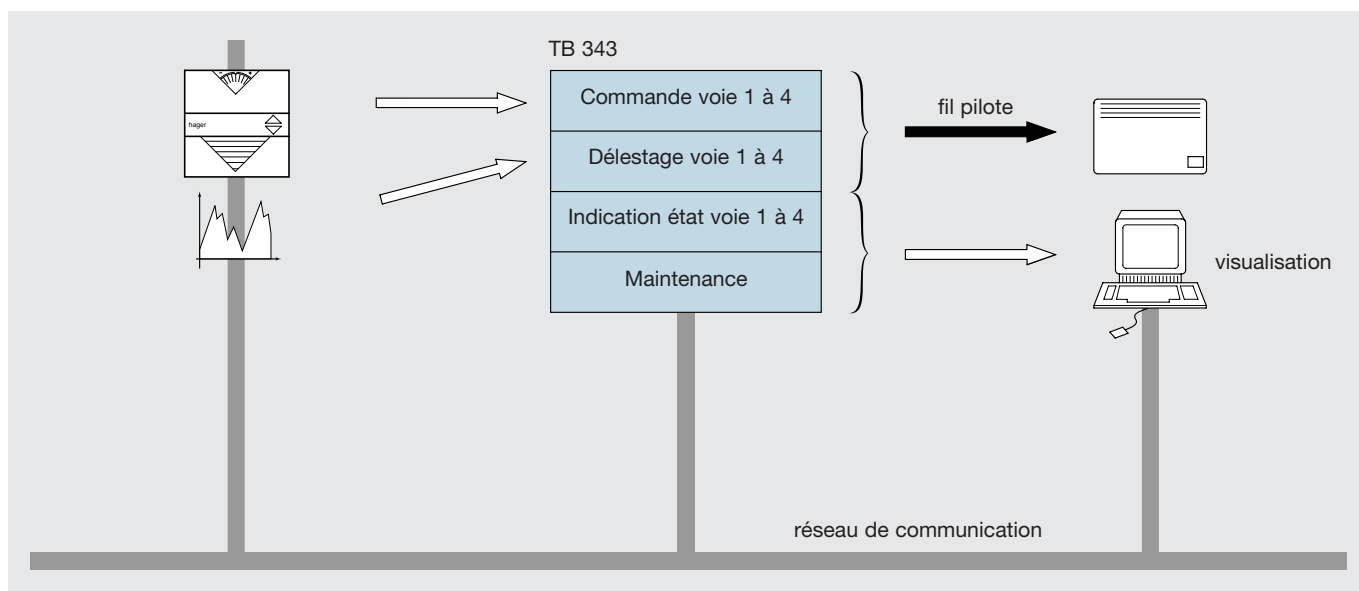 TB 343
hager
Commande voie 1 à 4
Délestage voie 1 à 4
Indication état voie 1 à 4
Maintenance
fil pilote
visualisation
réseau de communication